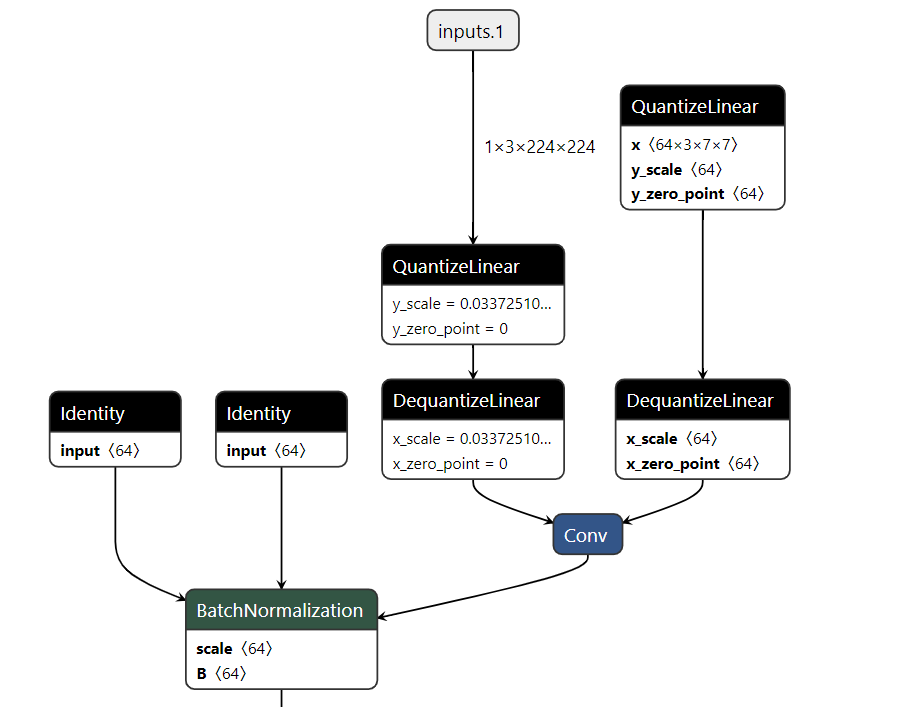 inputs.1
QuantizeLinear
x 〈64×3×7×7〉
y_scale 〈64〉
y_zero_point 〈64〉
1×3×224×224
QuantizeLinear
y_scale = 0.03372510…
y_zero_point = 0
Identity
input 〈64〉
Identity
input 〈64〉
DequantizeLinear
x_scale = 0.03372510…
x_zero_point = 0
DequantizeLinear
x_scale 〈64〉
x_zero_point 〈64〉
Conv
BatchNormalization
scale 〈64〉
B 〈64〉